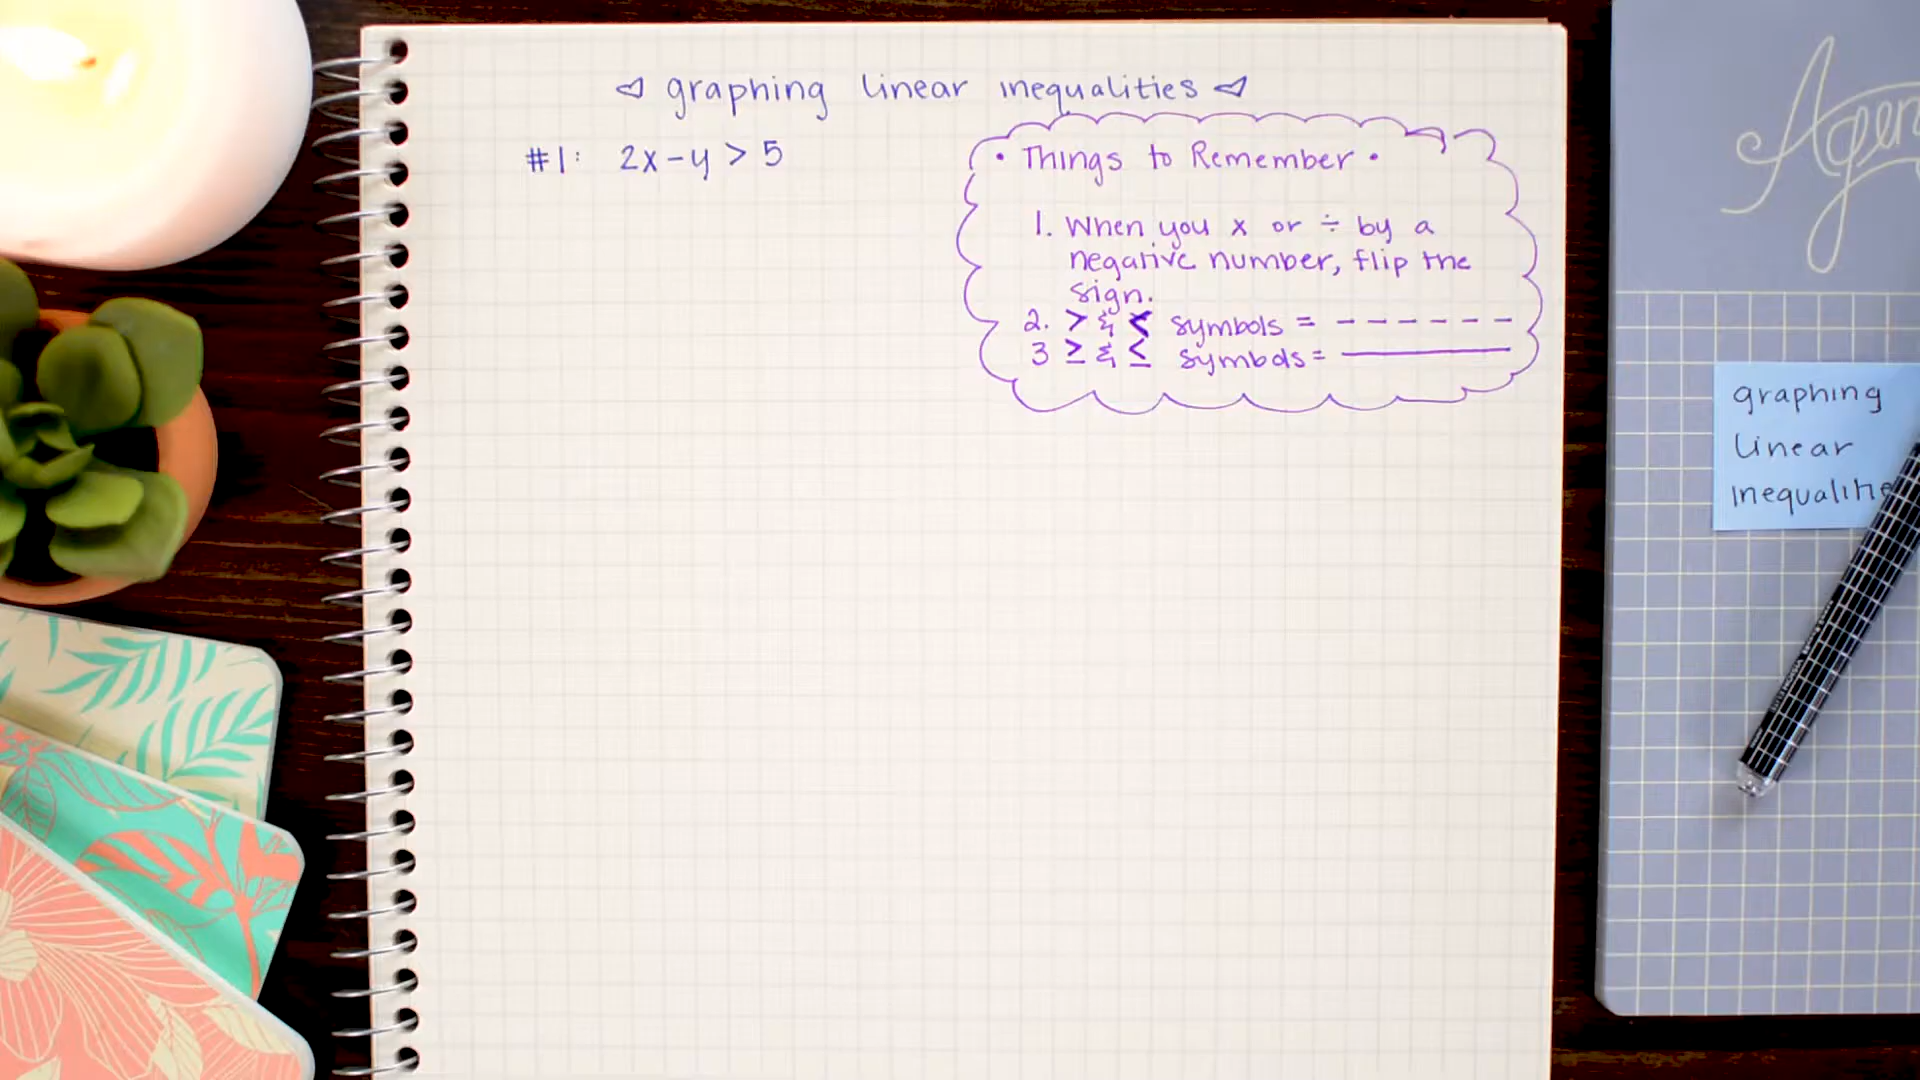 graphing linear inequalities
#1: 2x-y > 5
• Things to Remember •
1. When you x or ÷ by a
negative number, flip the
sign.
2. > & < symbols = - - - - - -
3 ≥ & ≤ symbols = ———
graphing
linear